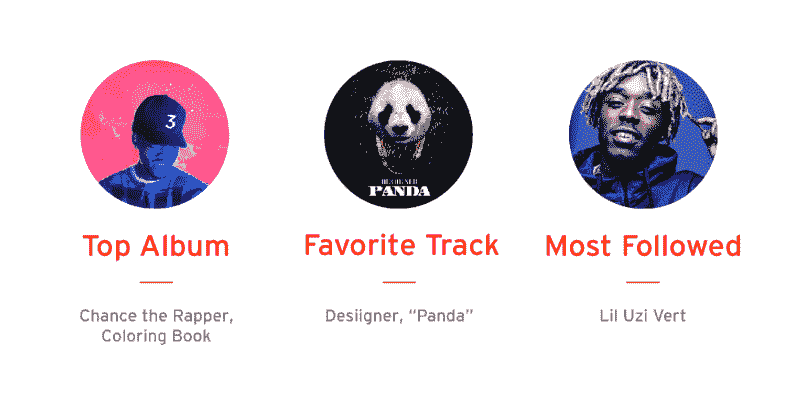 3
DESIIGNER
PANDA
Top Album
Favorite Track
Most Followed
Chance the Rapper,
Coloring Book
Desiigner, “Panda”
Lil Uzi Vert